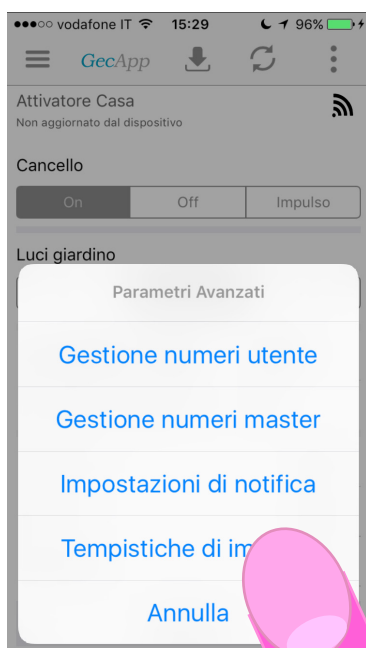 vodafone IT 15:29 96%
GecApp
Attivatore Casa
Non aggiornato dal dispositivo
Cancello
On Off Impulso
Luci giardino
Parametri Avanzati
Gestione numeri utente
Gestione numeri master
Impostazioni di notifica
Tempistiche di
Annulla